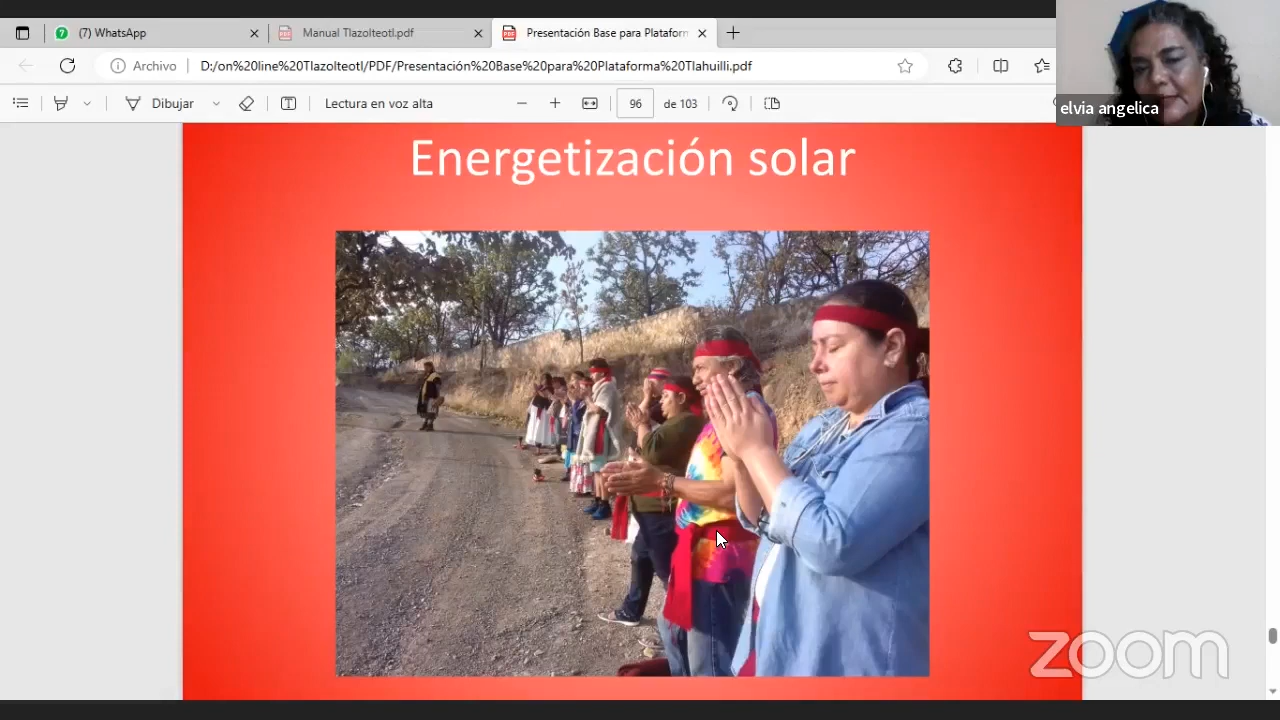 (7) WhatsApp
Manual Tlazolteotl.pdf
Presentación Base para Plataform
Archivo
D:/on%20line%20Tlazolteotl/PDF/Presentación%20Base%20para%20Plataforma%20Tlahuilli.pdf
Dibujar
Lectura en voz alta
96
de 103
elvia angelica
Energetización solar
zoom